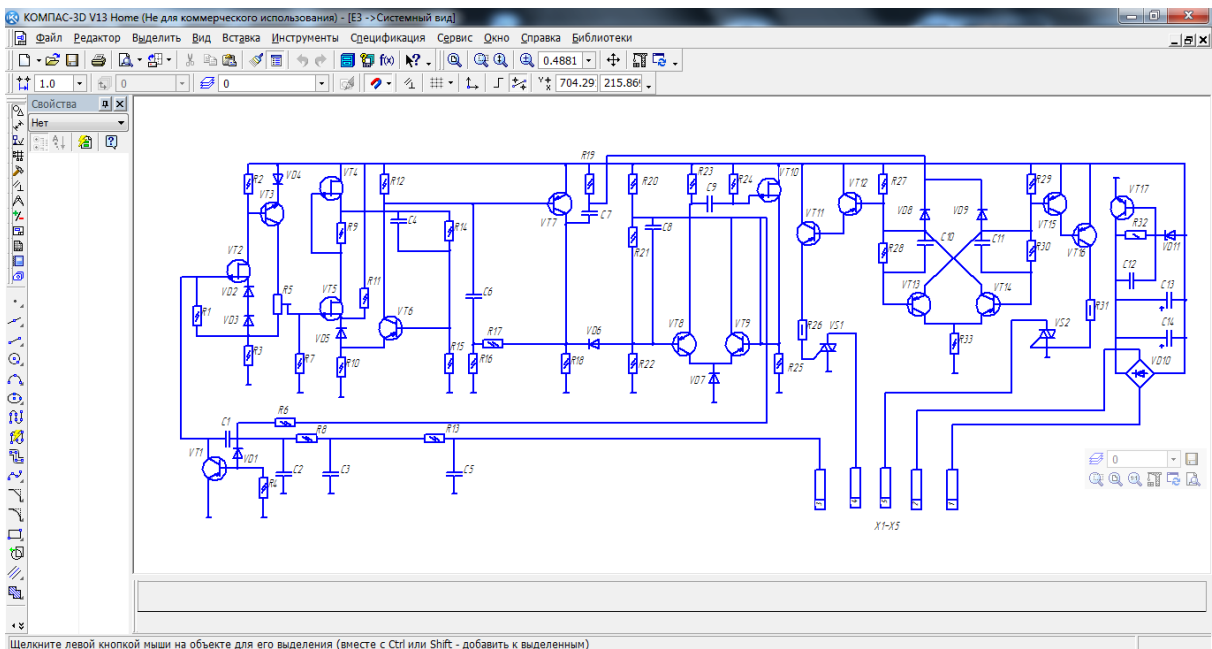 КОМПАС-3D V13 Home (Не для коммерческого использования) - [E3 ->Системный вид]
Файл Редактор Выделить Вид Вставка Инструменты Спецификация Сервис Окно Справка Библиотеки
f(x) 0.4881
1.0 0 0 704.29 215.86
Свойства
Нет
R19
R2 VD4 VT4 R12 R20 R23 C9 R24 VT10 VT12 R27 R29 VT17
VT3 VD8 VD9
C4 R14 VT7 C7 C8 VT11 VT15 R32
R9 C10 C11 VT16 VD11
VT2 R21 R28 R30 C12
VD2 R5 VT5 R11 C6 VT13 VT14 C13
R1 VD3 VD5 VT6 R17 VD6 VT8 VT9 R26 VS1 VS2 R31 C14
R3 R7 R10 R15 R16 R18 R22 VD7 R25 R33 VD10
C1 R6 R8 R13
VT1 VD1 C2 C3 C5
R4
3 4 5 2 1
X1-X5
0
Щелкните левой кнопкой мыши на объекте для его выделения (вместе с Ctrl или Shift - добавить к выделенным)